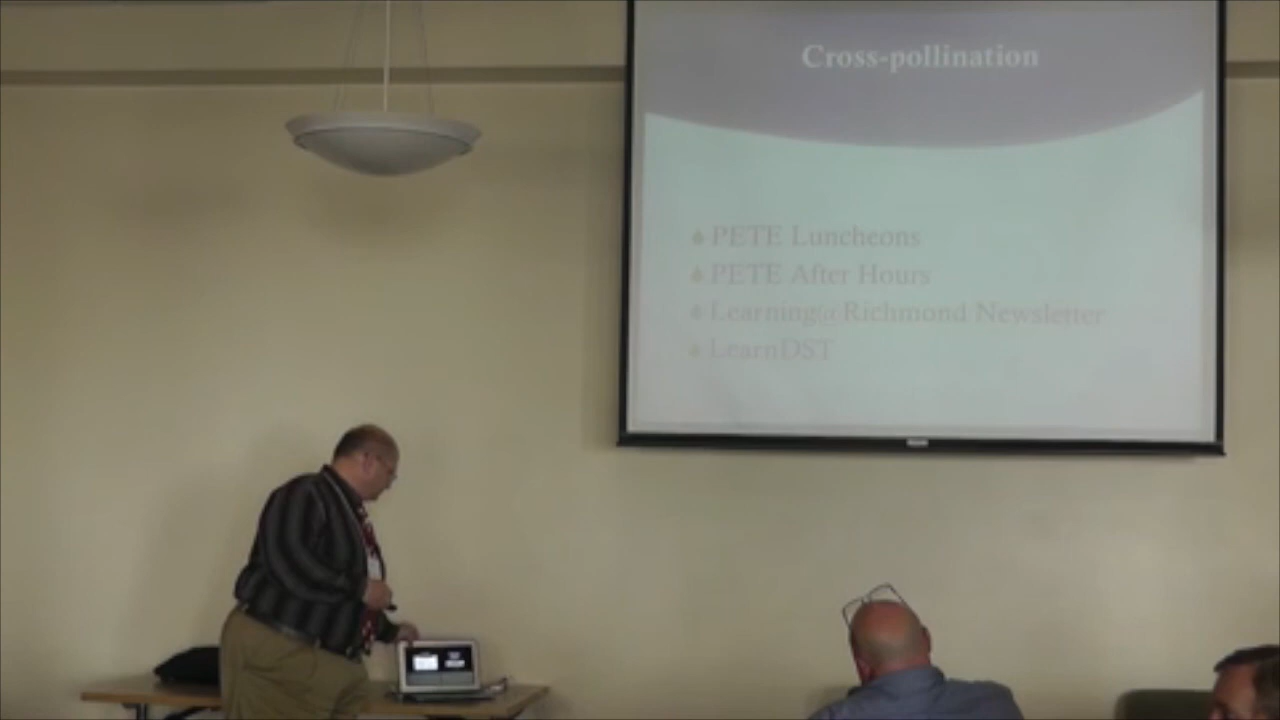 Cross-pollination
PETE Luncheons
PETE After Hours
Learning@Richmond Newsletter
LearnDST